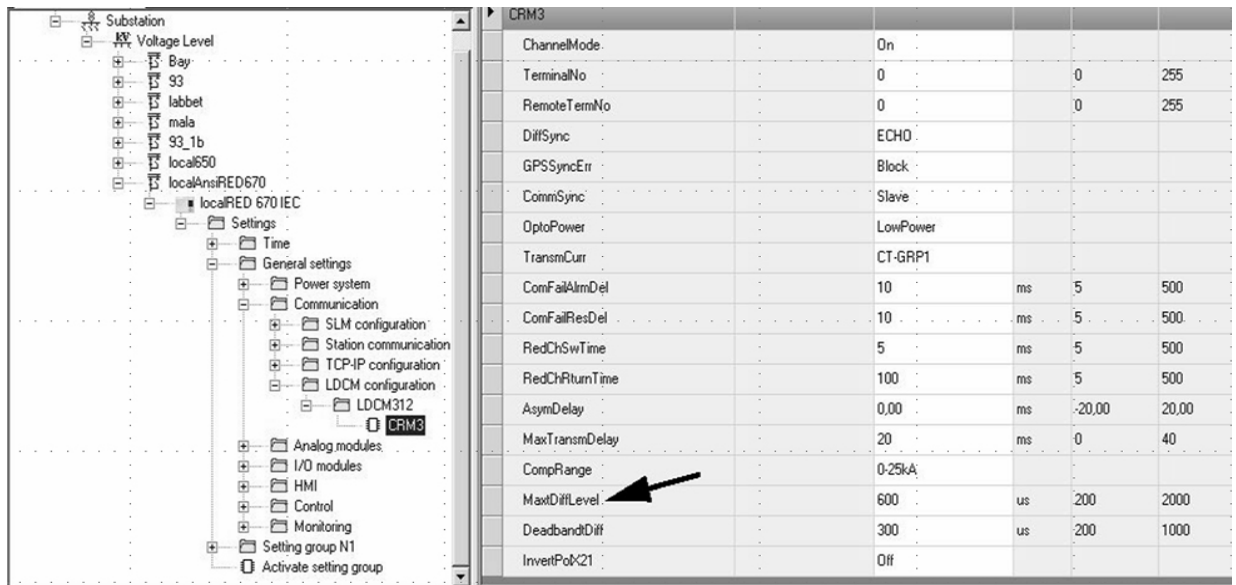 Substation
Voltage Level
Bay
93
labbet
mala
93_1b
local650
localAnsiRED670
localRED 670 IEC
Settings
Time
General settings
Power system
Communication
SLM configuration
Station communication
TCP-IP configuration
LDCM configuration
LDCM312
CRM3
Analog modules
I/O modules
HMI
Control
Monitoring
Setting group N1
Activate setting group
CRM3
ChannelMode On
TerminalNo 0 0 255
RemoteTermNo 0 0 255
DiffSync ECHO
GPSSyncErr Block
CommSync Slave
OptoPower LowPower
TransmCurr CT-GRP1
ComFailAlrmDel 10 ms 5 500
ComFailResDel 10 ms 5 500
RedChSwTime 5 ms 5 500
RedChRturnTime 100 ms 5 500
AsymDelay 0,00 ms -20,00 20,00
MaxTransmDelay 20 ms 0 40
CompRange 0-25kA
MaxtDiffLevel 600 us 200 2000
DeadbandtDiff 300 us 200 1000
InvertPolX21 Off